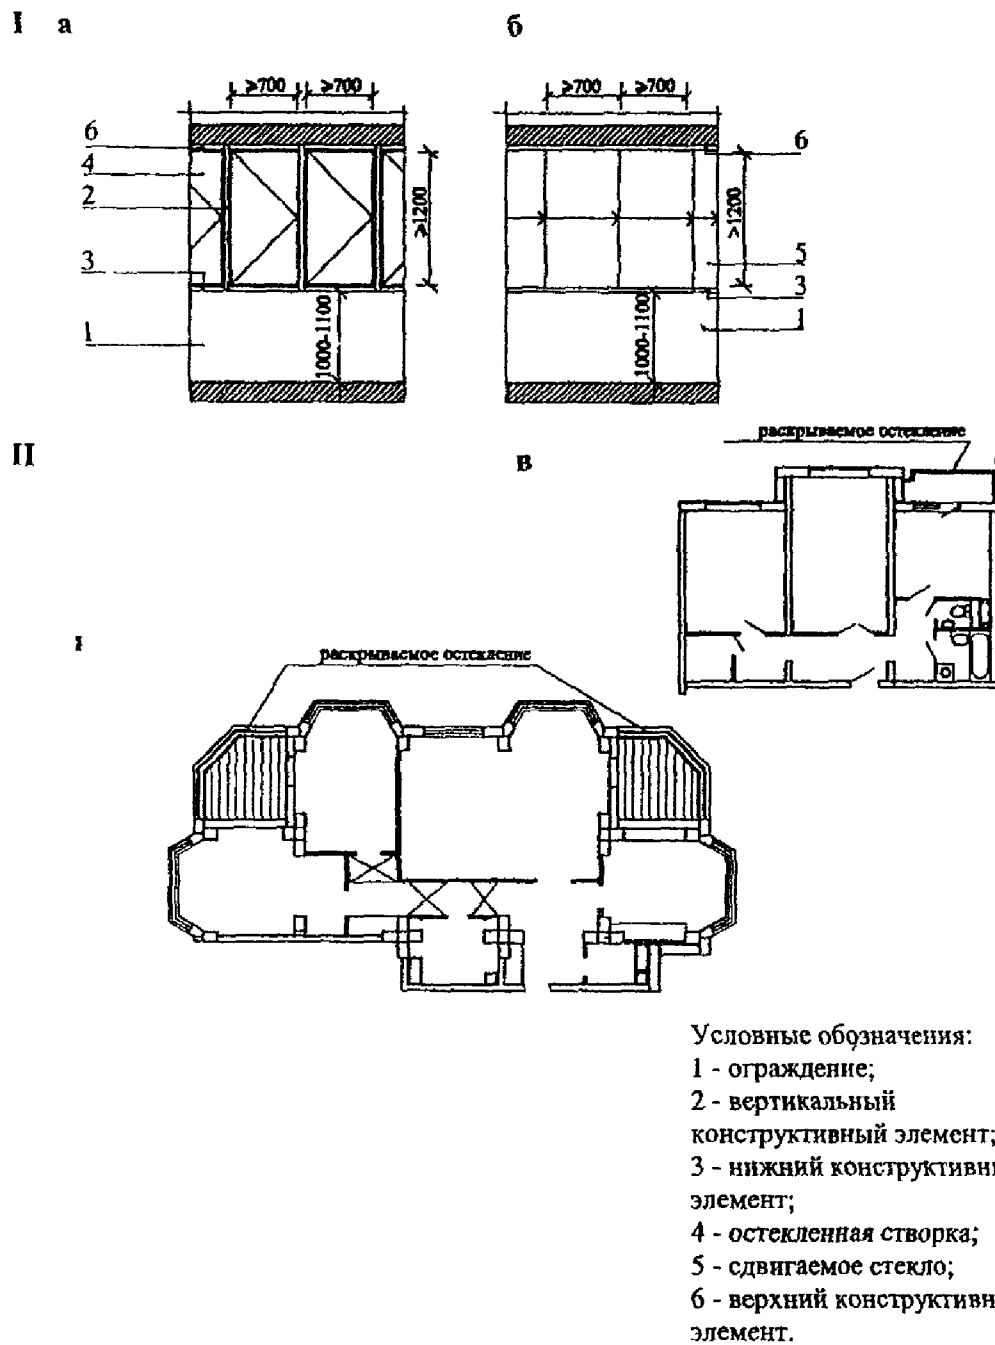 I а б
≥700 ≥700 ≥700 ≥700
6
4
2
3
1
>1200
1000-1100
6
5
3
1
>1200
1000-1100
II в
раскрываемое остекление
раскрываемое остекление
Условные обозначения:
1 - ограждение;
2 - вертикальный
конструктивный элемент;
3 - нижний конструктивн
элемент;
4 - остекленная створка;
5 - сдвигаемое стекло;
6 - верхний конструктивн
элемент.